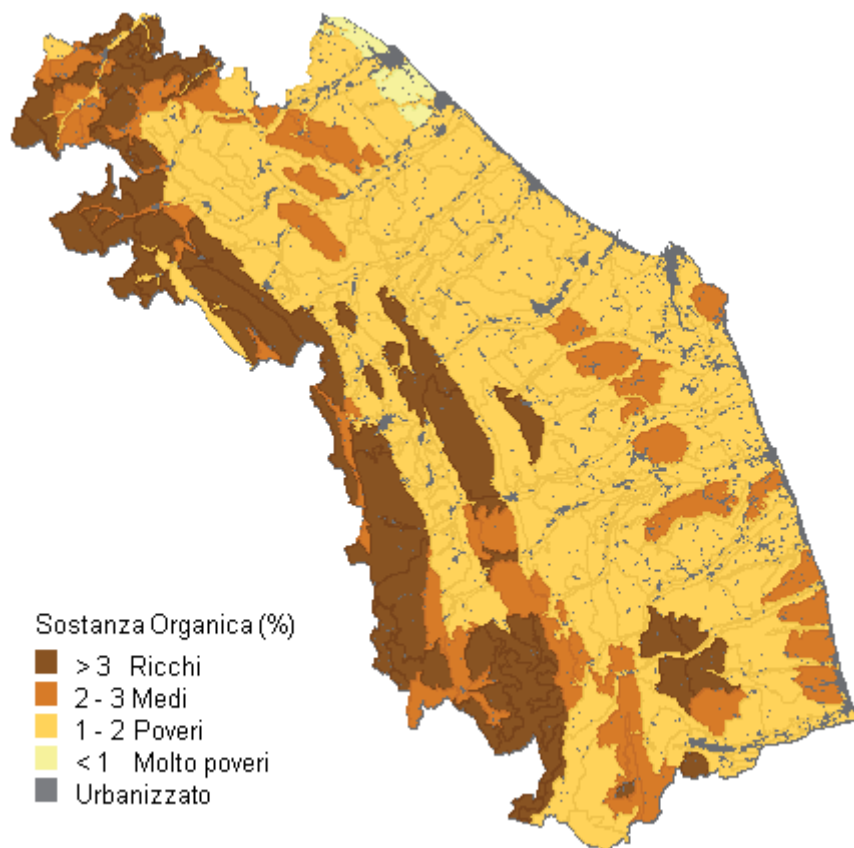 Sostanza Organica (%)
> 3 Ricchi
2 - 3 Medi
1 - 2 Poveri
< 1 Molto poveri
Urbanizzato